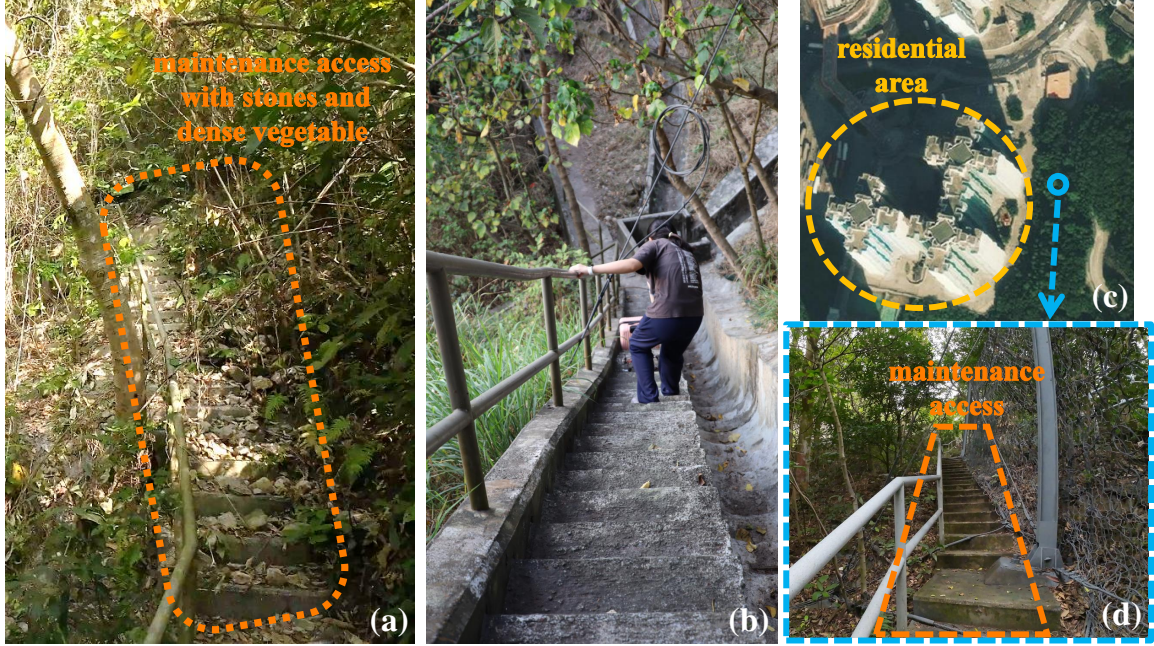 maintenance access
with stones and
dense vegetable
(a)
(b)
residential
area
(c)
maintenance
access
(d)